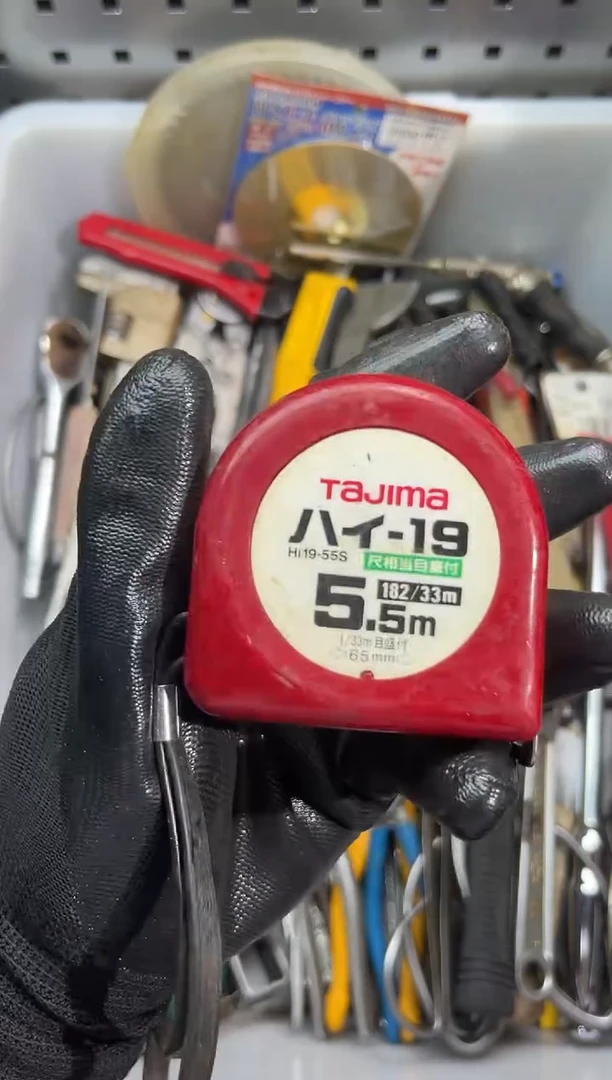 TaJima
ハイ-19
Hi19-55S 尺相当目盛付
5.5m 182/33m
1/33m目盛付
65mm